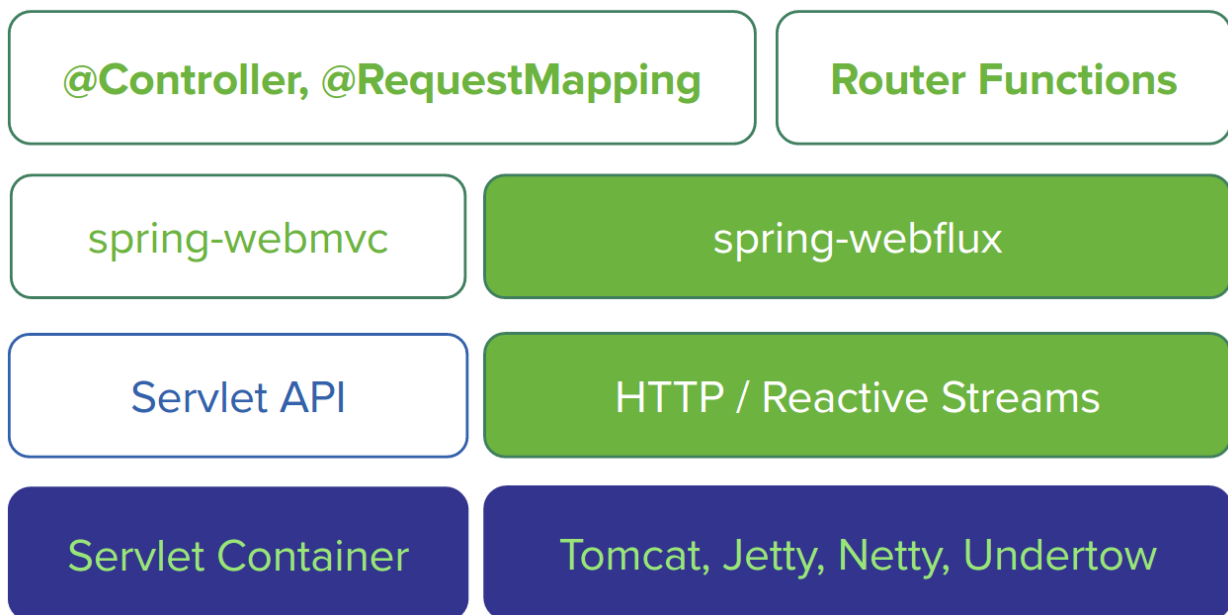 @Controller, @RequestMapping
Router Functions
spring-webmvc
spring-webflux
Servlet API
HTTP / Reactive Streams
Servlet Container
Tomcat, Jetty, Netty, Undertow